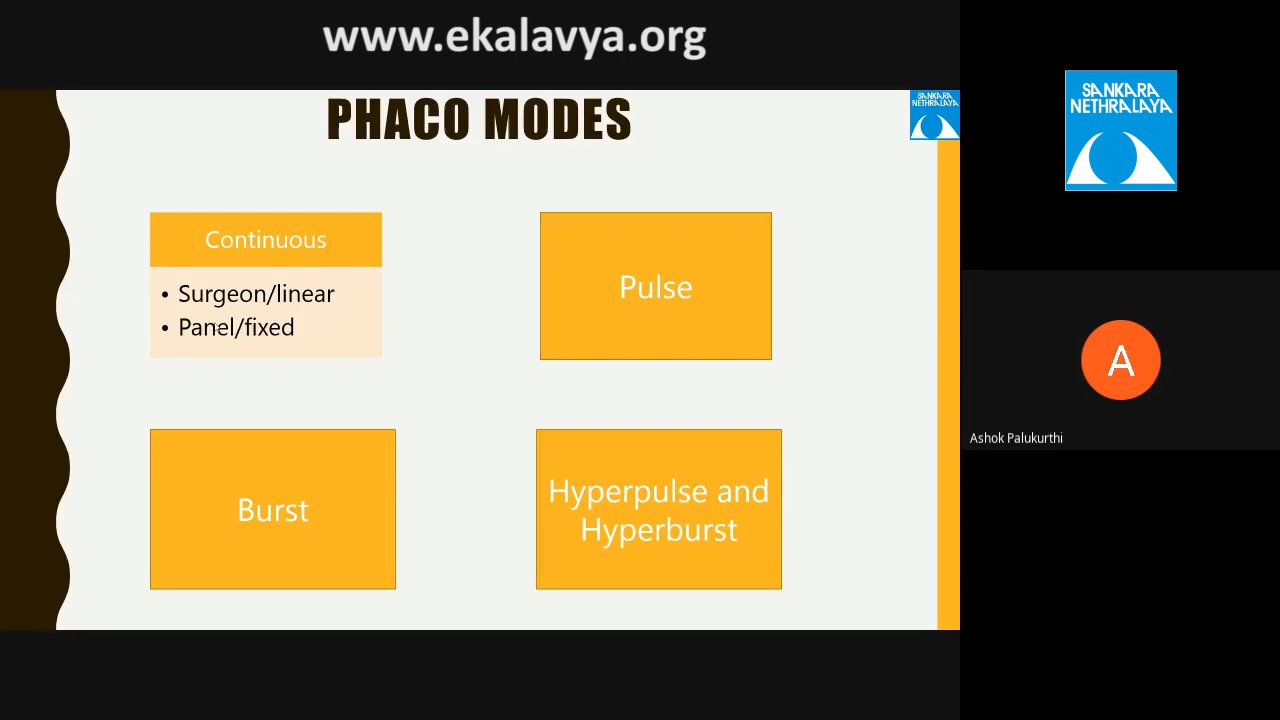 www.ekalavya.org
PHACO MODES
SANKARA
NETHRALAYA
Continuous
• Surgeon/linear
• Panel/fixed
Pulse
Burst
Hyperpulse and
Hyperburst
SANKARA
NETHRALAYA
A
Ashok Palukurthi